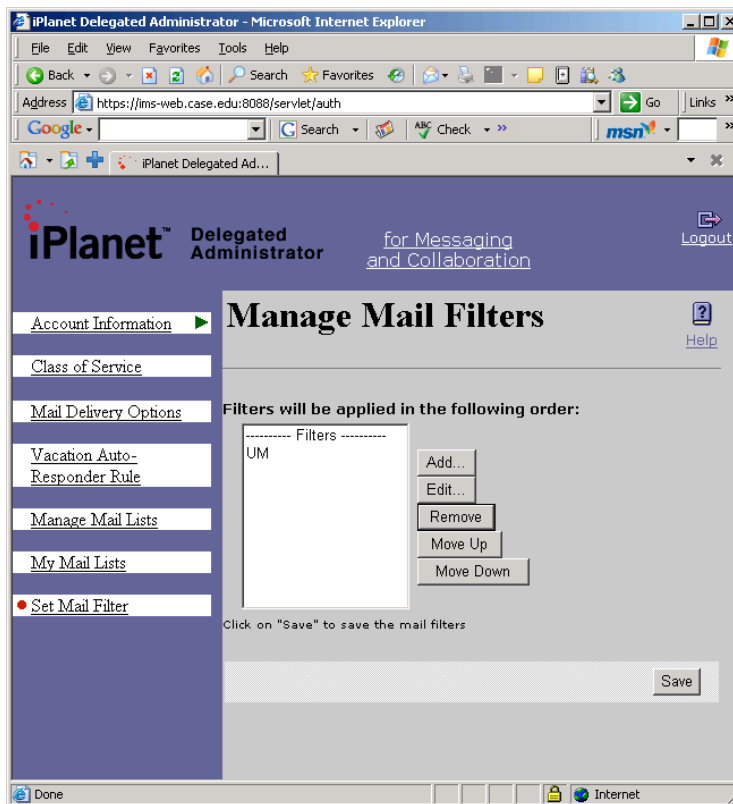 iPlanet Delegated Administrator - Microsoft Internet Explorer
File Edit View Favorites Tools Help
Back Search Favorites
Address https://ims-web.case.edu:8088/servlet/auth Go Links »
Google Search ABC Check » msn »
iPlanet Delegated Ad...
iPlanet™ Delegated Administrator
for Messaging and Collaboration
Logout
Account Information
Class of Service
Mail Delivery Options
Vacation Auto-
Responder Rule
Manage Mail Lists
My Mail Lists
Set Mail Filter
Manage Mail Filters
Help
Filters will be applied in the following order:
---------- Filters ----------
UM
Add...
Edit...
Remove
Move Up
Move Down
Click on "Save" to save the mail filters
Save
Done Internet